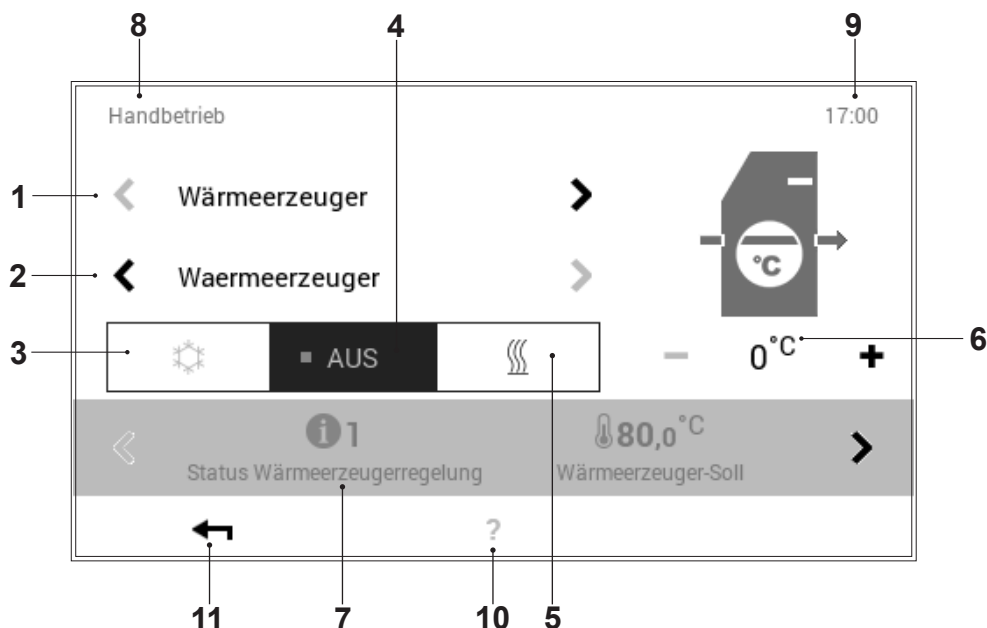 8 4 9
Handbetrieb 17:00
1 Wärmeerzeuger
2 Waermeerzeuger
°C
3 AUS 0°C 6
i 1 80,0°C
Status Wärmeerzeugerregelung Wärmeerzeuger-Soll
?
11 7 10 5